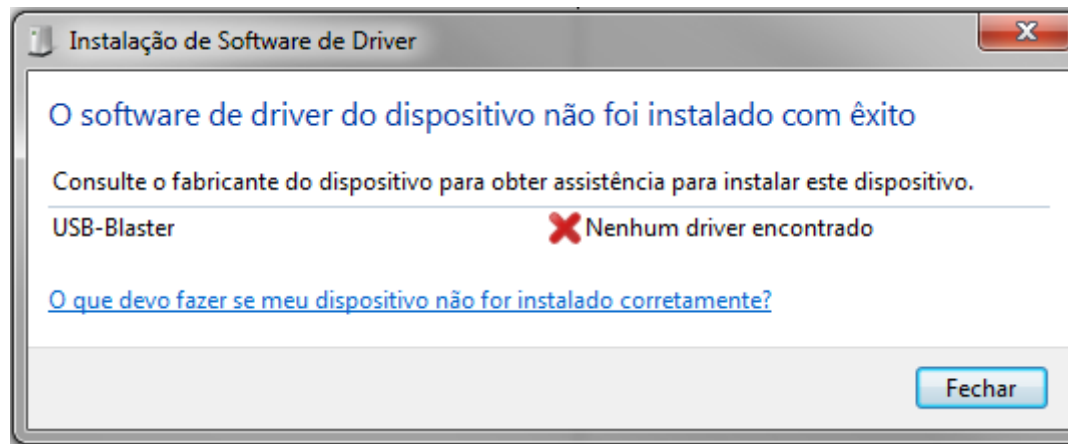 Instalação de Software de Driver
O software de driver do dispositivo não foi instalado com êxito
Consulte o fabricante do dispositivo para obter assistência para instalar este dispositivo.
USB-Blaster Nenhum driver encontrado
O que devo fazer se meu dispositivo não for instalado corretamente?
Fechar